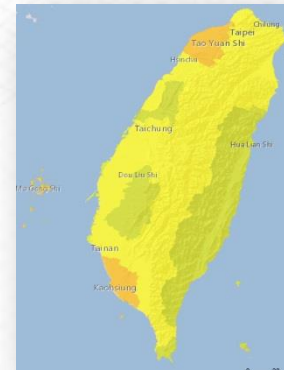 Chilung
Taipei
Tao Yuan Shi
Hsinchu
Taichung
Hua Lian Shi
Dou Liu Shi
Ma Gong Shi
Tainan
Kaohsiung